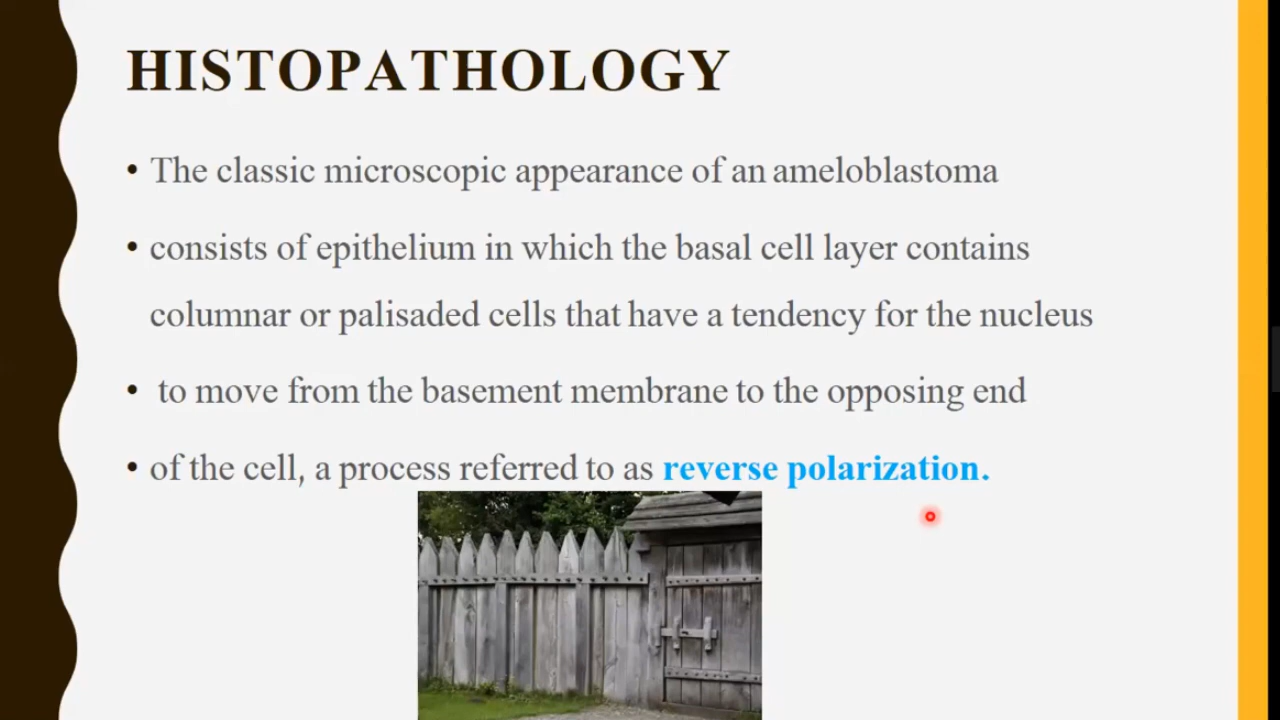 HISTOPATHOLOGY
• The classic microscopic appearance of an ameloblastoma
• consists of epithelium in which the basal cell layer contains
columnar or palisaded cells that have a tendency for the nucleus
• to move from the basement membrane to the opposing end
• of the cell, a process referred to as reverse polarization.